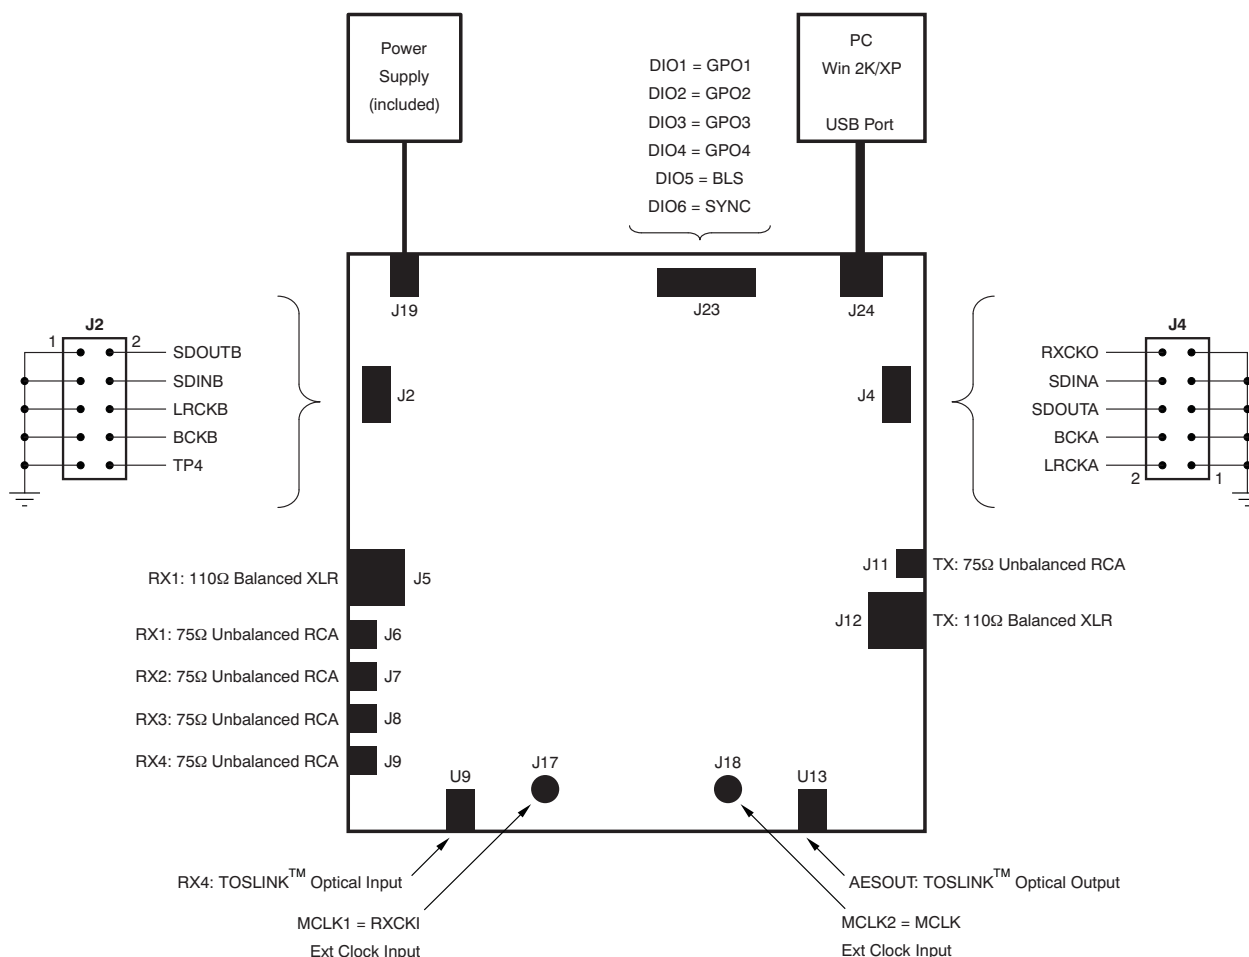 Power
Supply
(included)
PC
Win 2K/XP
USB Port
DIO1 = GPO1
DIO2 = GPO2
DIO3 = GPO3
DIO4 = GPO4
DIO5 = BLS
DIO6 = SYNC
J19
J23
J24
J2
1
2
SDOUTB
SDINB
LRCKB
BCKB
TP4
J2
J4
J4
RXCKO
SDINA
SDOUTA
BCKA
LRCKA
2
1
RX1: 110Ω Balanced XLR
J5
RX1: 75Ω Unbalanced RCA
J6
RX2: 75Ω Unbalanced RCA
J7
RX3: 75Ω Unbalanced RCA
J8
RX4: 75Ω Unbalanced RCA
J9
J11
TX: 75Ω Unbalanced RCA
J12
TX: 110Ω Balanced XLR
U9
J17
J18
U13
RX4: TOSLINK™ Optical Input
MCLK1 = RXCKI
Ext Clock Input
AESOUT: TOSLINK™ Optical Output
MCLK2 = MCLK
Ext Clock Input